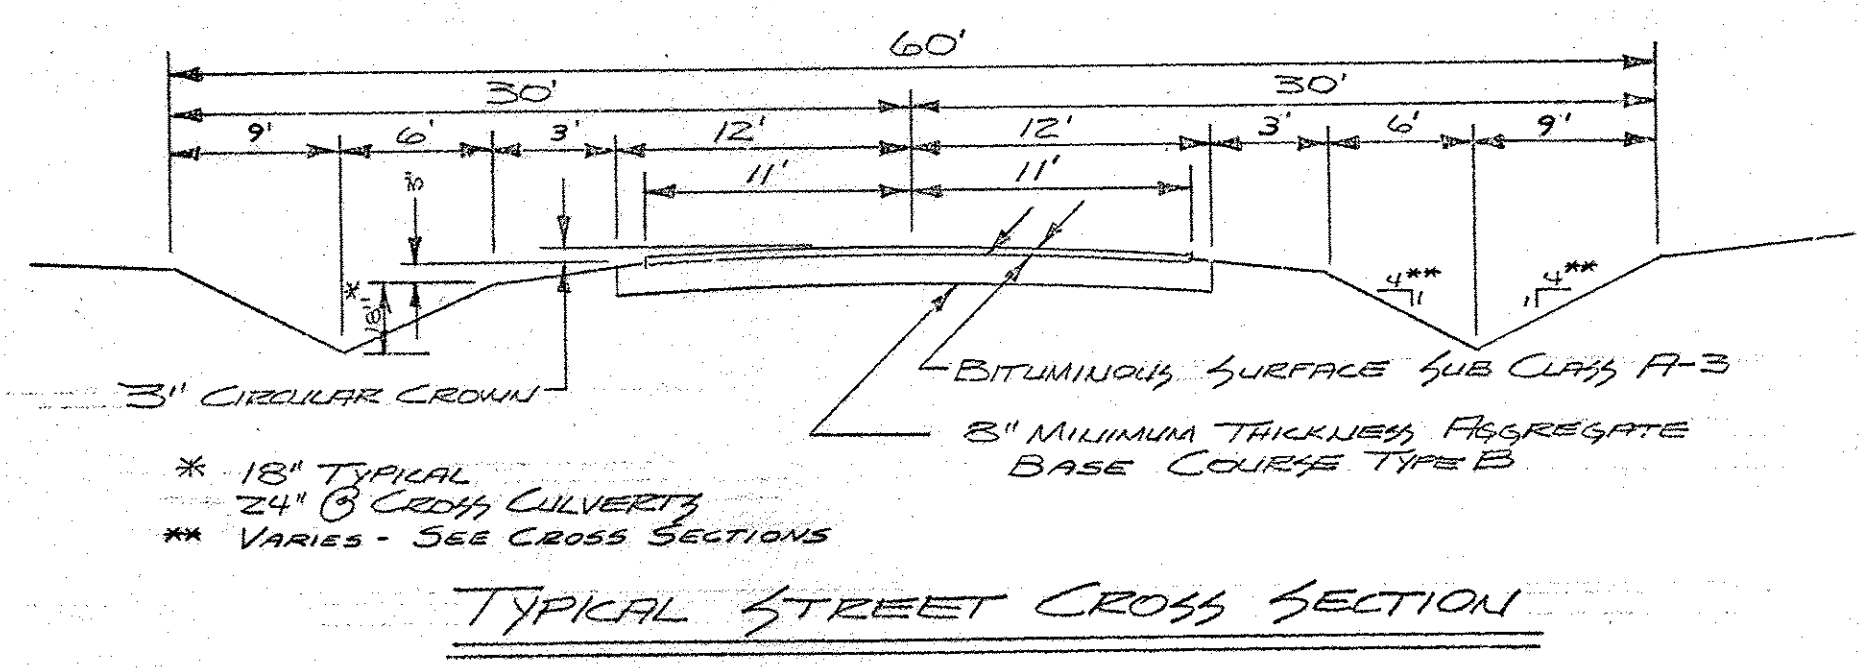 60'
30' 30'
9' 6' 3' 12' 12' 3' 6' 9'
11' 11'
3"
* 18"
4** 1
1 4**
BITUMINOUS SURFACE SUB CLASS A-3
3" CIRCULAR CROWN
8" MINIMUM THICKNESS AGGREGATE
BASE COURSE TYPE B
* 18" TYPICAL
24" @ CROSS CULVERTS
** VARIES - SEE CROSS SECTIONS
TYPICAL STREET CROSS SECTION